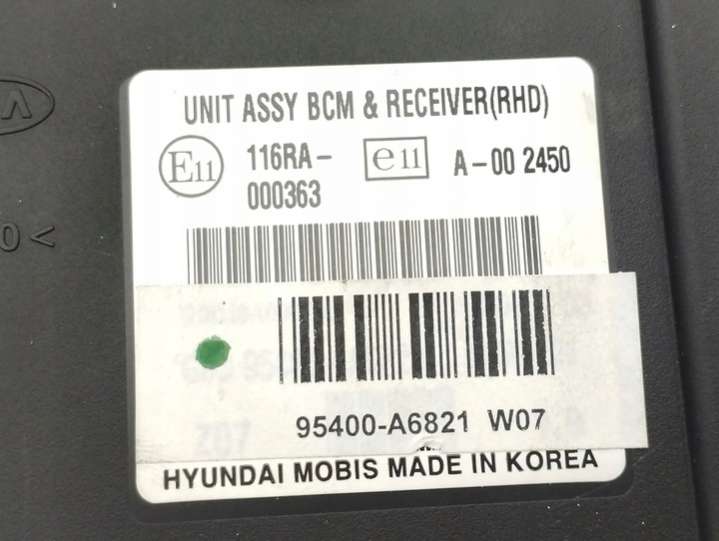 UNIT ASSY BCM & RECEIVER(RHD)
E11 116RA- e11 A-00 2450
000363
95400-A6821 W07
HYUNDAI MOBIS MADE IN KOREA